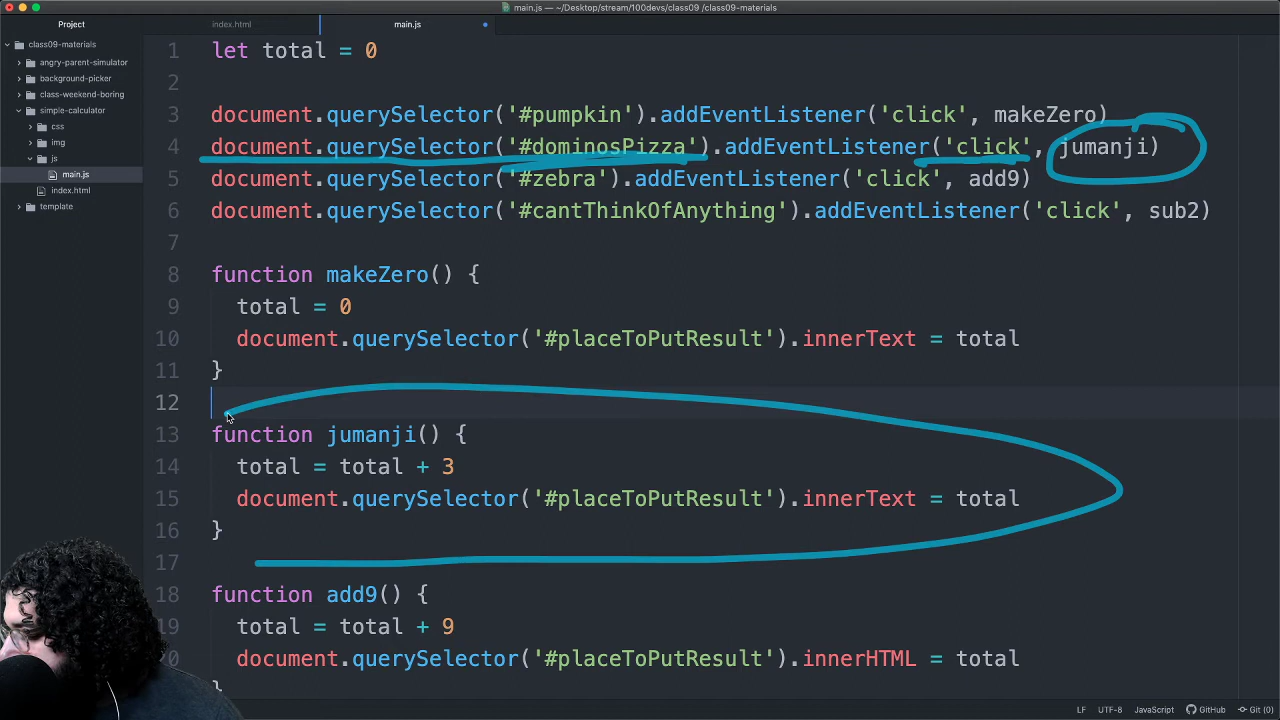 main.js — ~/Desktop/stream/100devs/class09 /class09-materials
Project
index.html
main.js
class09-materials
angry-parent-simulator
background-picker
class-weekend-boring
simple-calculator
css
img
js
main.js
index.html
template
1 let total = 0
2
3 document.querySelector('#pumpkin').addEventListener('click', makeZero)
4 document.querySelector('#dominosPizza').addEventListener('click', jumanji)
5 document.querySelector('#zebra').addEventListener('click', add9)
6 document.querySelector('#cantThinkOfAnything').addEventListener('click', sub2)
7
8 function makeZero() {
9 total = 0
10 document.querySelector('#placeToPutResult').innerText = total
11 }
12
13 function jumanji() {
14 total = total + 3
15 document.querySelector('#placeToPutResult').innerText = total
16 }
17
18 function add9() {
19 total = total + 9
20 document.querySelector('#placeToPutResult').innerHTML = total
}
LF UTF-8 JavaScript GitHub Git (0)